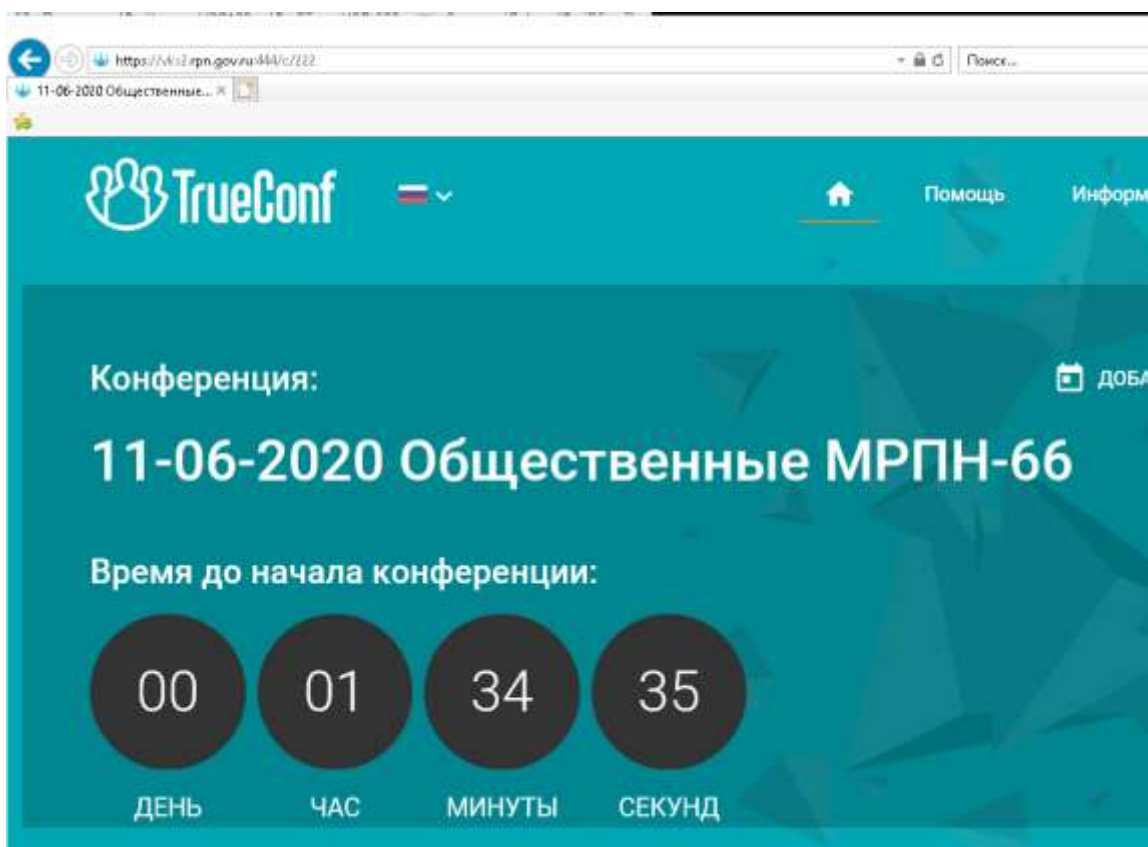 https://vks2.rpn.gov.ru:444/c/222
Поиск...
11-06-2020 Общественные...
TrueConf
Помощь
Информ
Конференция:
ДОБА
11-06-2020 Общественные МРПН-66
Время до начала конференции:
00 01 34 35
ДЕНЬ ЧАС МИНУТЫ СЕКУНД